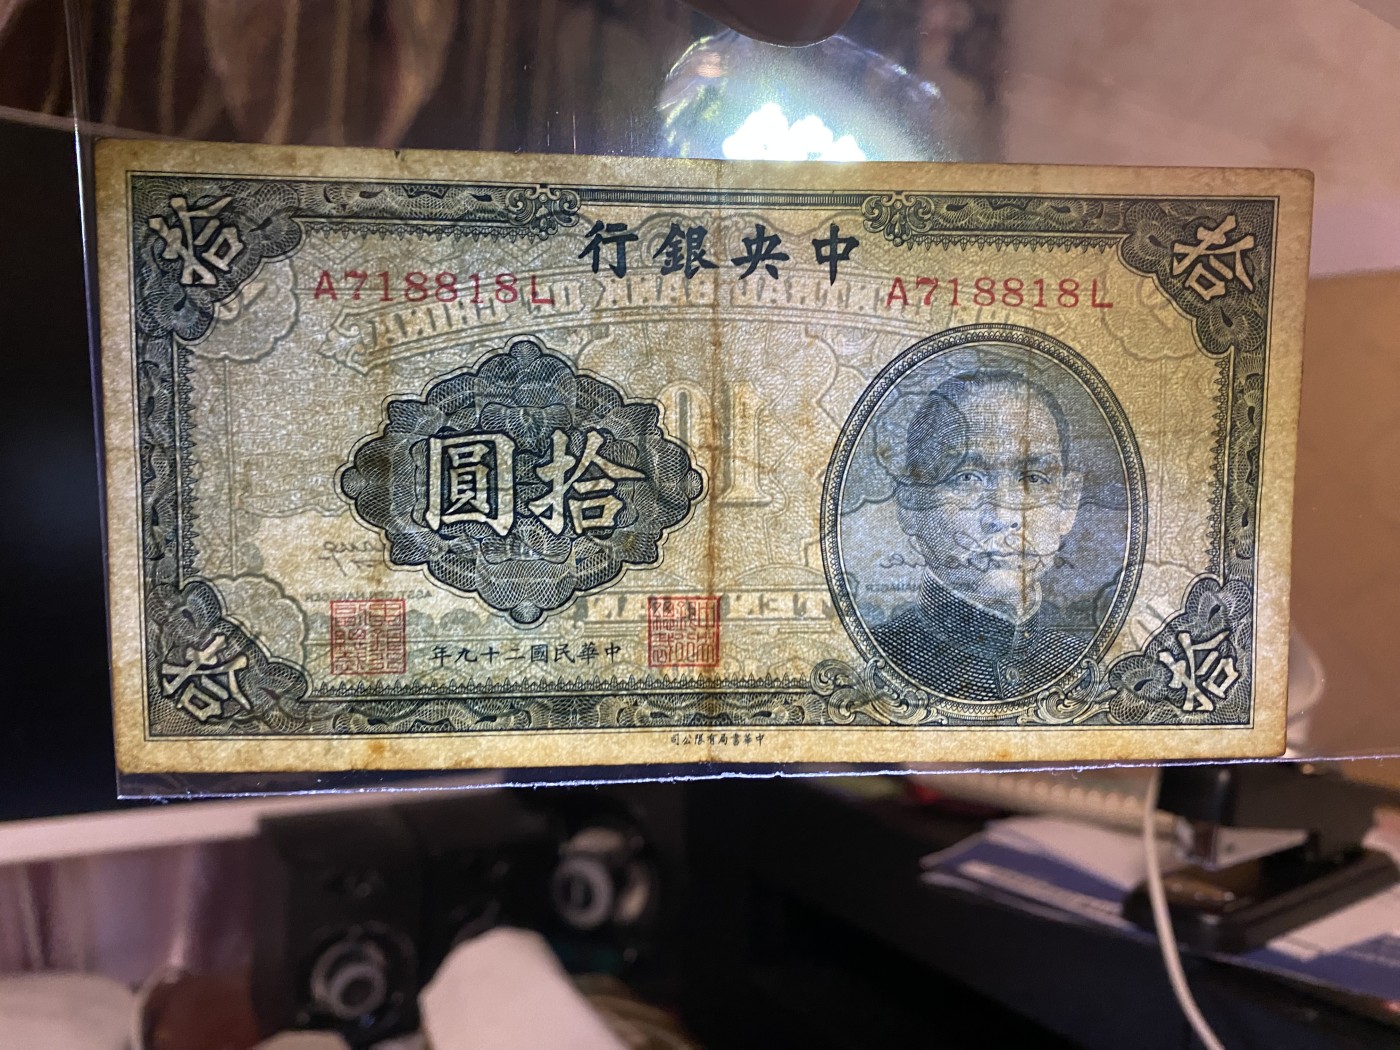 拾
拾
中央銀行
A718818L
A718818L
拾圓
中華民國二十九年
拾
拾
中華書局有限公司